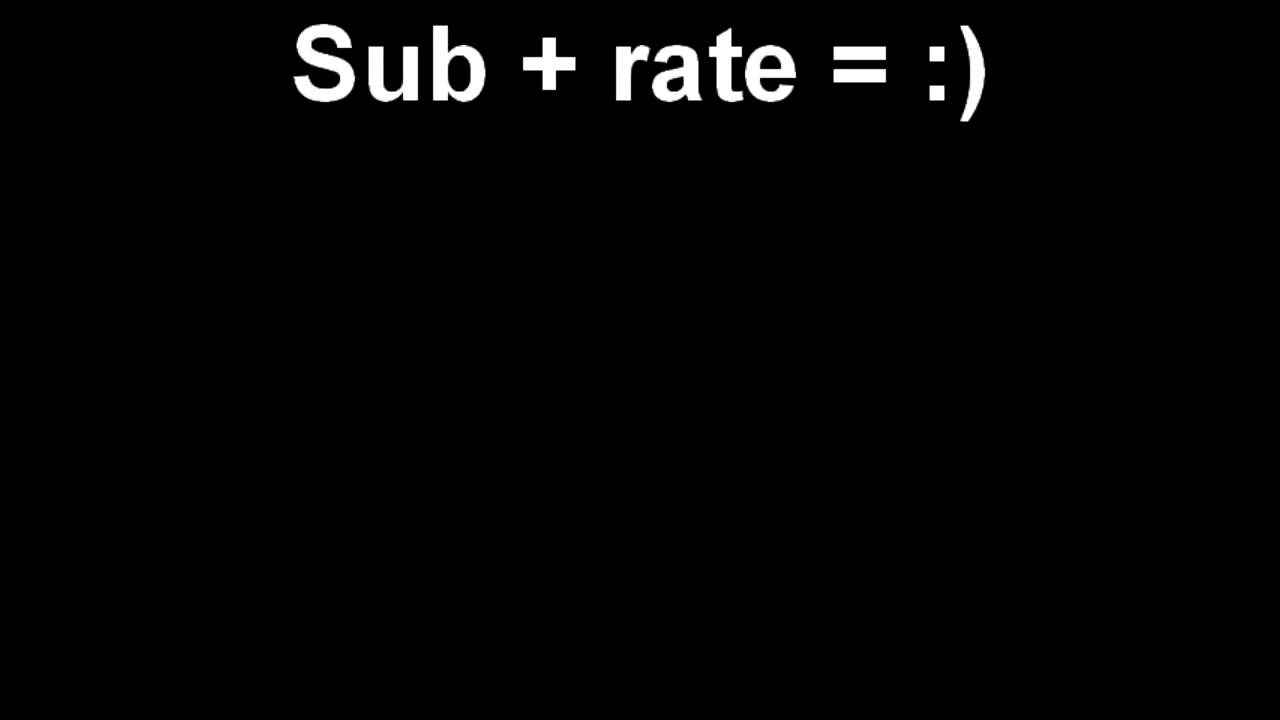 Sub + rate = :)